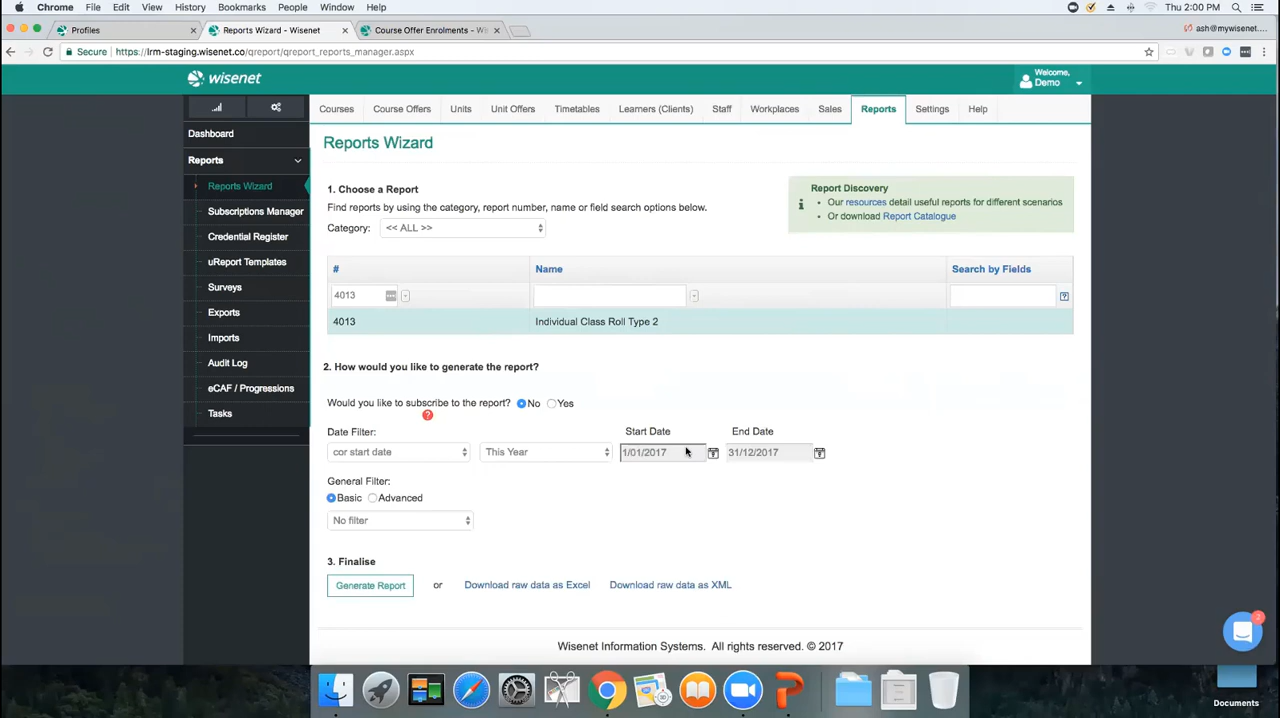 Chrome File Edit View History Bookmarks People Window Help Thu 2:00 PM
Profiles Reports Wizard - Wisenet Course Offer Enrolments - Wis ash@mywisenet....
Secure https://lrm-staging.wisenet.co/qreport/qreport_reports_manager.aspx
wisenet Welcome, Demo
Courses Course Offers Units Unit Offers Timetables Learners (Clients) Staff Workplaces Sales Reports Settings Help
Dashboard
Reports
Reports Wizard
Subscriptions Manager
Credential Register
uReport Templates
Surveys
Exports
Imports
Audit Log
eCAF / Progressions
Tasks
Reports Wizard
1. Choose a Report
Find reports by using the category, report number, name or field search options below.
Category: << ALL >>
Report Discovery
Our resources detail useful reports for different scenarios
Or download Report Catalogue
# Name Search by Fields
4013
4013 Individual Class Roll Type 2
2. How would you like to generate the report?
Would you like to subscribe to the report? No Yes
Date Filter: Start Date End Date
cor start date This Year 1/01/2017 31/12/2017
General Filter:
Basic Advanced
No filter
3. Finalise
Generate Report or Download raw data as Excel Download raw data as XML
Wisenet Information Systems. All rights reserved. © 2017
Documents